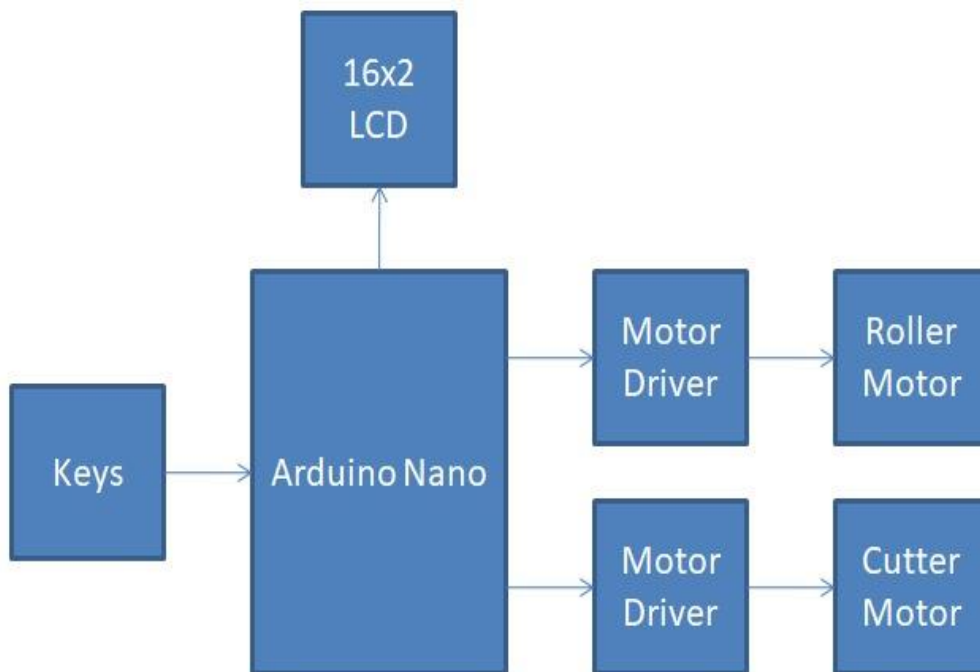 16x2
LCD
Motor
Driver
Roller
Motor
Keys
Arduino Nano
Motor
Driver
Cutter
Motor